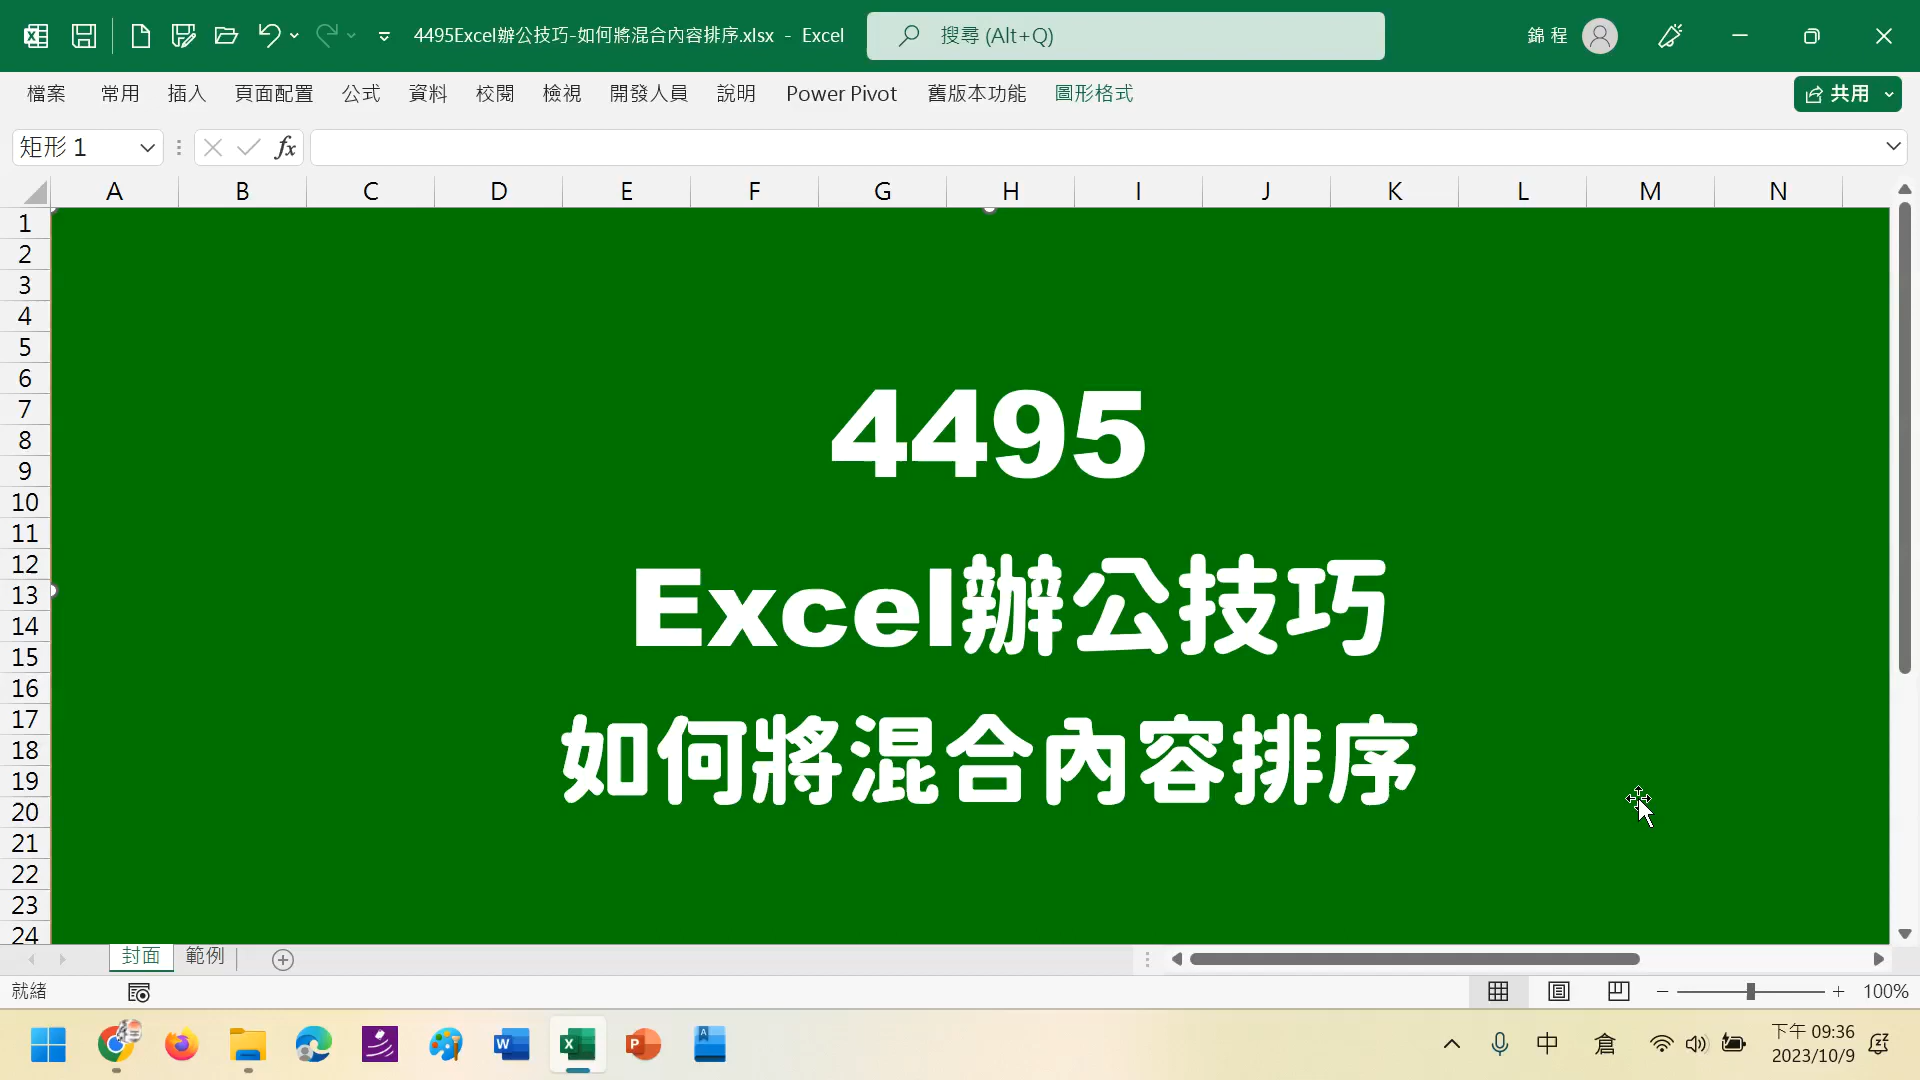 4495Excel辦公技巧-如何將混合內容排序.xlsx - Excel
搜尋 (Alt+Q)
錦 程
檔案 常用 插入 頁面配置 公式 資料 校閱 檢視 開發人員 說明 Power Pivot 舊版本功能 圖形格式
共用
矩形 1
fx
A B C D E F G H I J K L M N
1
2
3
4
5
6
7
8
9
10
11
12
13
14
15
16
17
18
19
20
21
22
23
24
4495
Excel辦公技巧
如何將混合內容排序
封面 範例
就緒
100%
中 倉
下午 09:36
2023/10/9